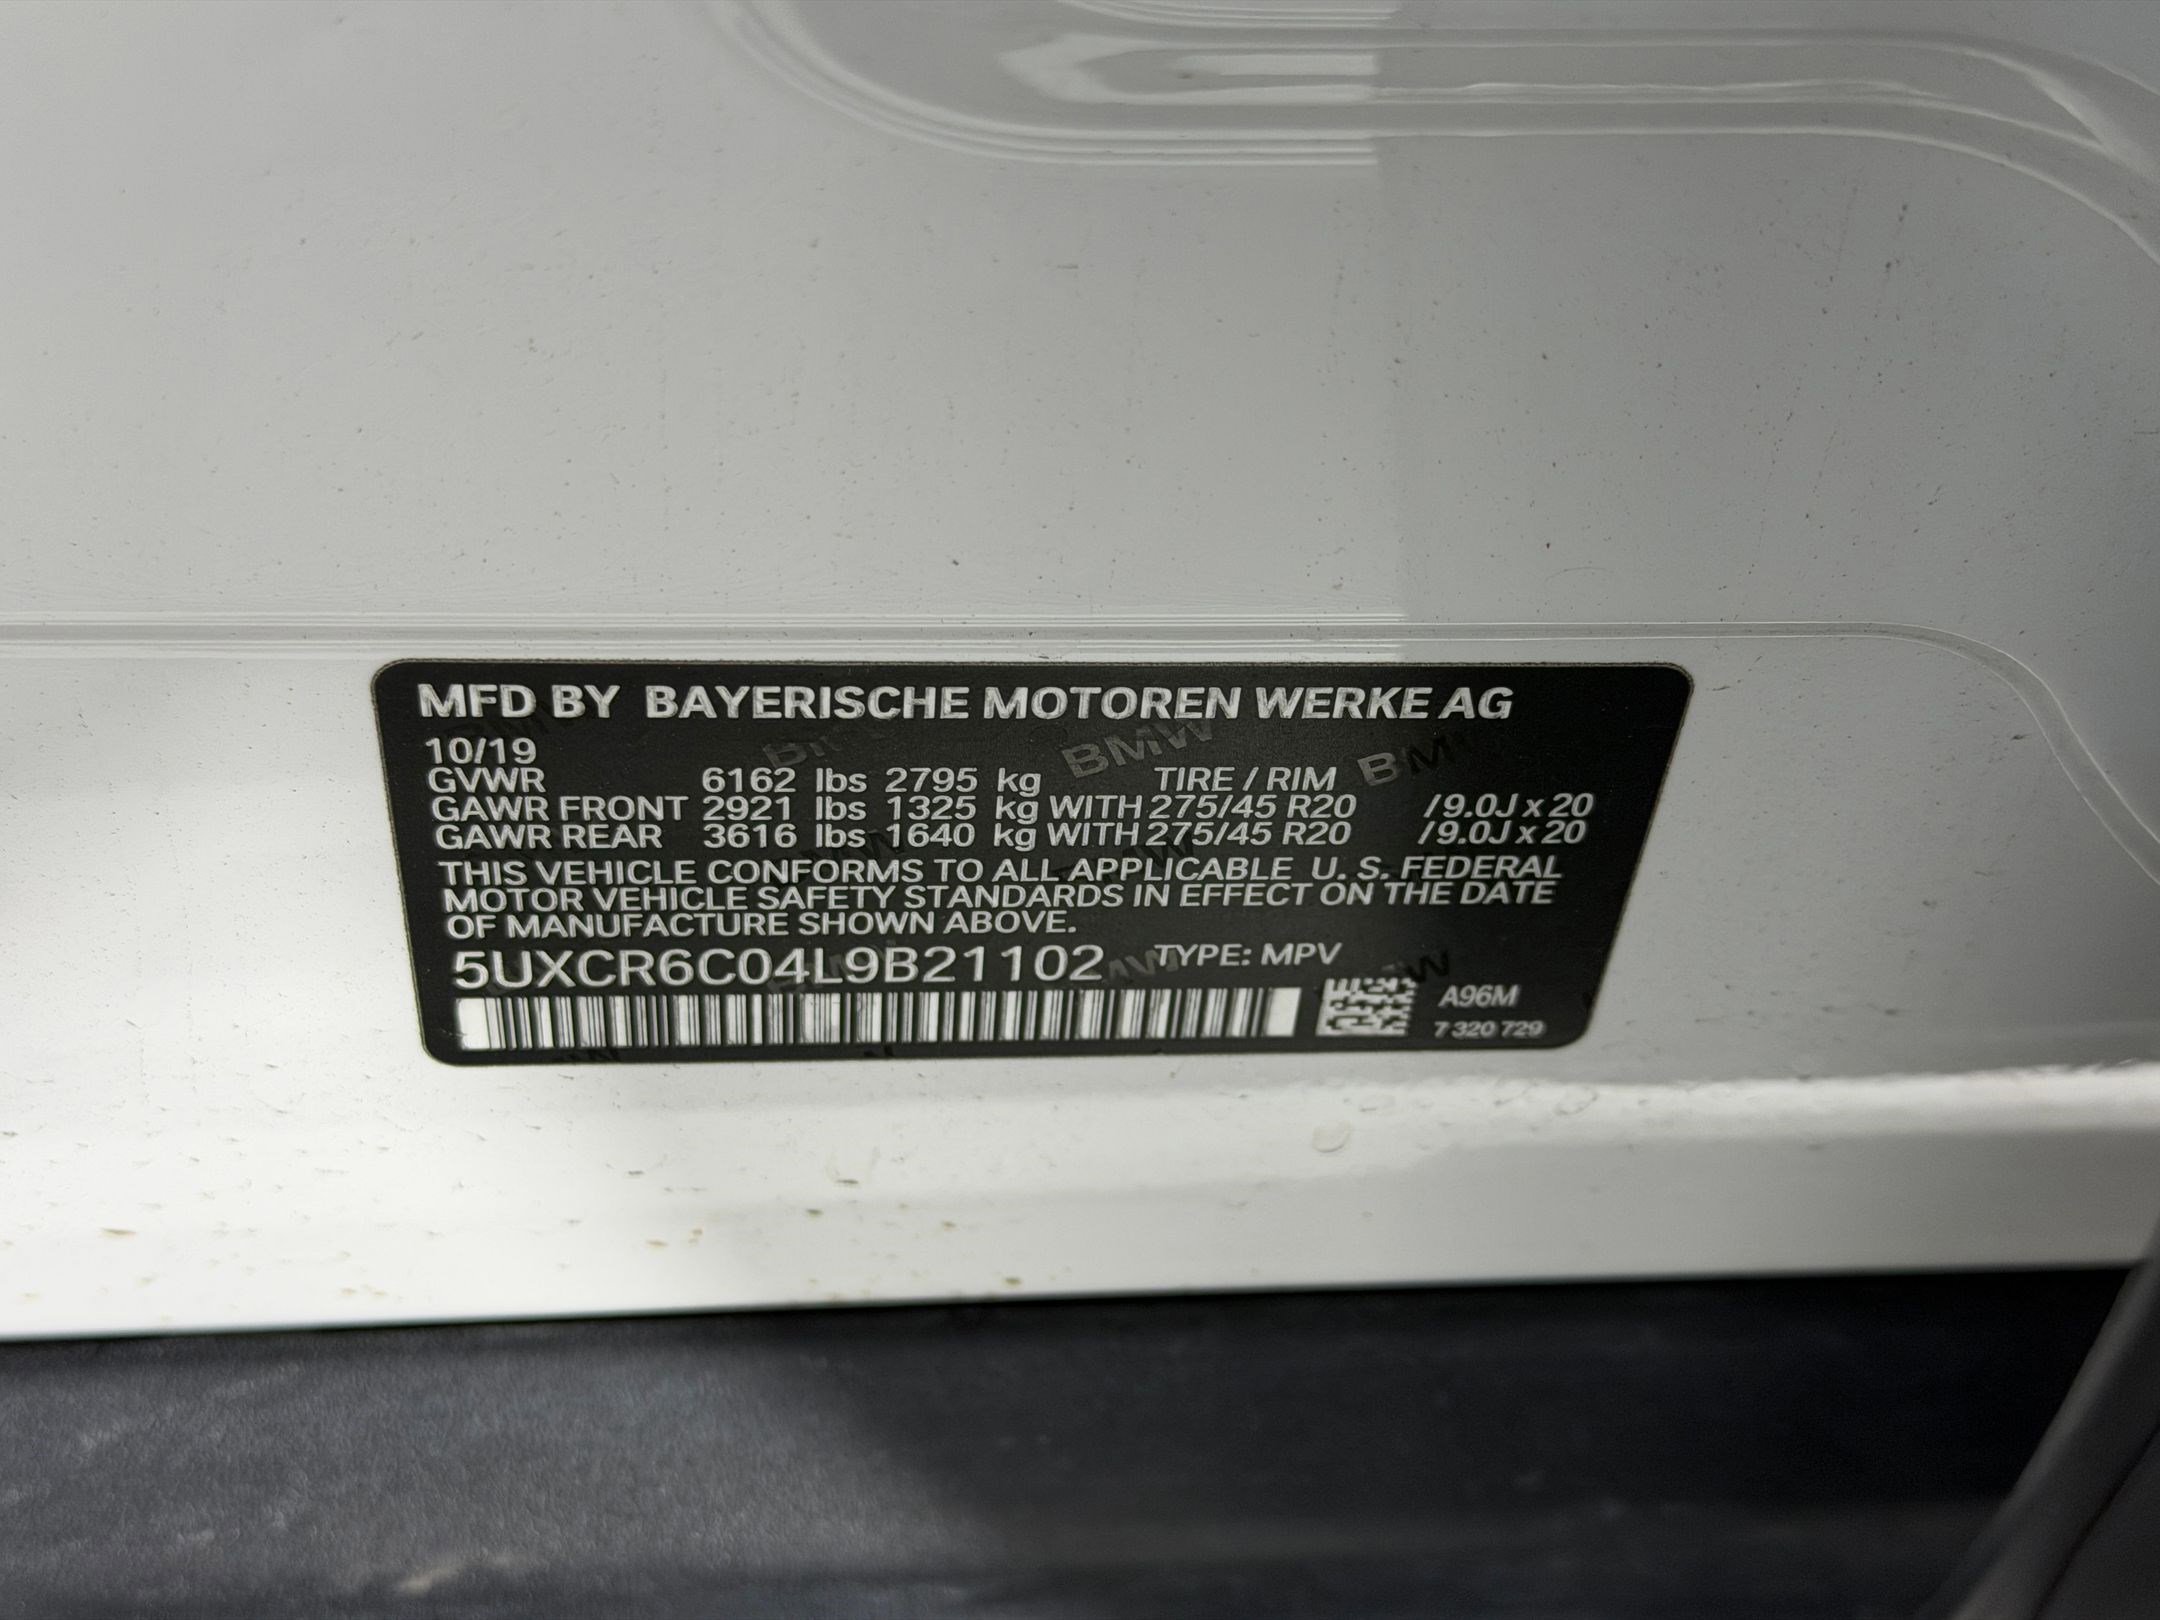 MFD BY BAYERISCHE MOTOREN WERKE AG
10/19
GVWR 6162 lbs 2795 kg TIRE / RIM
GAWR FRONT 2921 lbs 1325 kg WITH 275/45 R20 /9.0J x 20
GAWR REAR 3616 lbs 1640 kg WITH 275/45 R20 /9.0J x 20
THIS VEHICLE CONFORMS TO ALL APPLICABLE U. S. FEDERAL
MOTOR VEHICLE SAFETY STANDARDS IN EFFECT ON THE DATE
OF MANUFACTURE SHOWN ABOVE.
5UXCR6C04L9B21102 TYPE: MPV
A96M
7 320 729